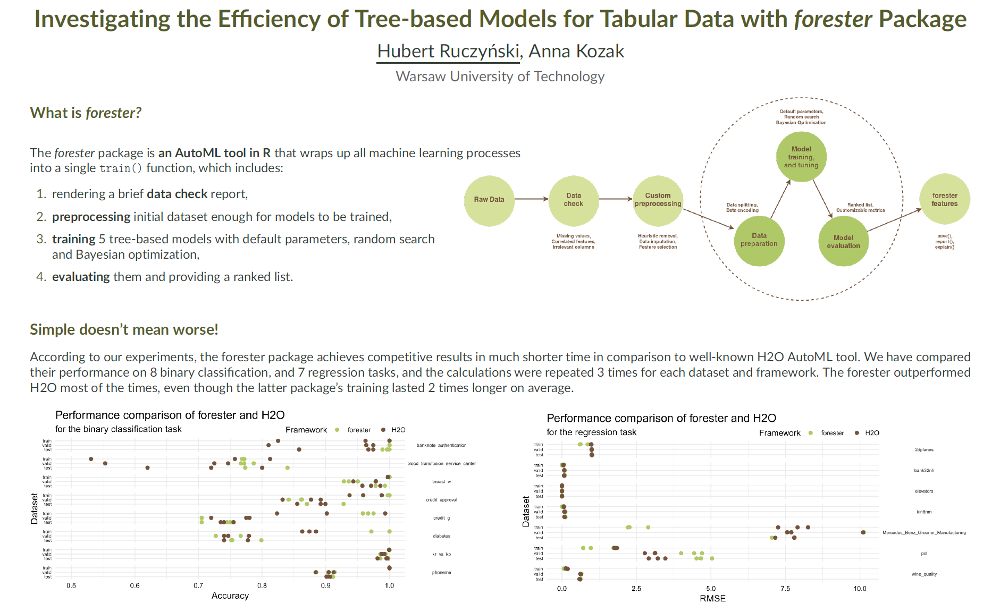 Investigating the Efficiency of Tree-based Models for Tabular Data with forester Package
Hubert Ruczyński, Anna Kozak
Warsaw University of Technology
What is forester?
The forester package is an AutoML tool in R that wraps up all machine learning processes
into a single train() function, which includes:
1. rendering a brief data check report,
2. preprocessing initial dataset enough for models to be trained,
3. training 5 tree-based models with default parameters, random search
and Bayesian optimization,
4. evaluating them and providing a ranked list.
Raw Data
Data
check
Missing values,
Correlated features,
Irrelevant columns
Custom
preprocessing
Heuristic removal,
Data imputation,
Feature selection
Data splitting,
Data encoding
Data
preparation
Default parameters,
Random search
Bayesian Optimisation
Model
training,
and tuning
Ranked list,
Customizable metrics
Model
evaluation
forester
features
save(),
report(),
explain()
Simple doesn't mean worse!
According to our experiments, the forester package achieves competitive results in much shorter time in comparison to well-known H2O AutoML tool. We have compared
their performance on 8 binary classification, and 7 regression tasks, and the calculations were repeated 3 times for each dataset and framework. The forester outperformed
H2O most of the times, even though the latter package's training lasted 2 times longer on average.
Performance comparison of forester and H2O
for the binary classification task
Framework forester H2O
Dataset
train
valid banknote authentication
test
train
valid blood transfusion service center
test
train
valid breast w
test
train
valid credit approval
test
train
valid credit g
test
train
valid diabetes
test
train
valid kr vs kp
test
train
valid phoneme
test
0.5 0.6 0.7 0.8 0.9 1.0
Accuracy
Performance comparison of forester and H2O
for the regression task
Framework forester H2O
Dataset
train
valid 2dplanes
test
train
valid bank32nh
test
train
valid elevators
test
train
valid kin8nm
test
train
valid Mercedes_Benz_Greener_Manufacturing
test
train
valid pol
test
train
valid wine_quality
test
0.0 2.5 5.0 7.5 10.0
RMSE